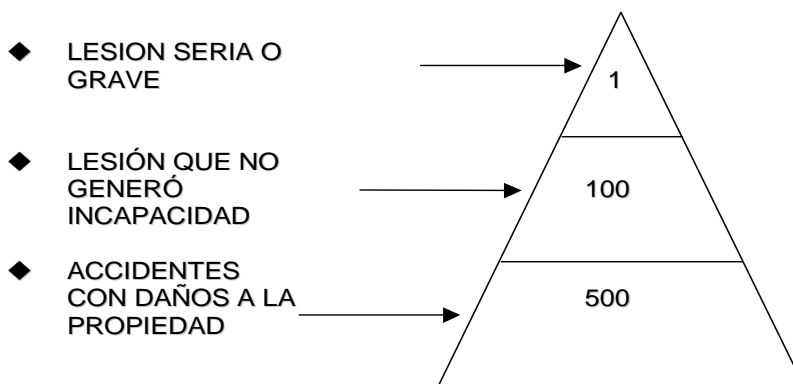 LESION SERIA O
GRAVE
1
LESIÓN QUE NO
GENERÓ
INCAPACIDAD
100
ACCIDENTES
CON DAÑOS A LA
PROPIEDAD
500